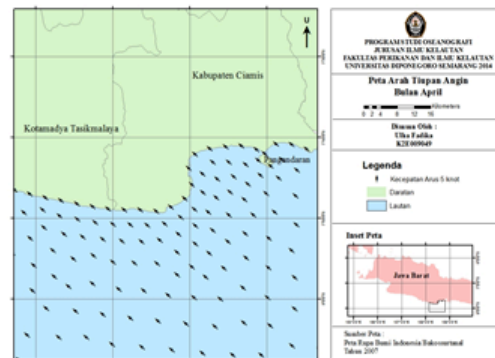 U
Kabupaten Ciamis
Kotamadya Tasikmalaya
Pangandaran
PROGRAM STUDI OSEANOGRAFI
JURUSAN ILMU KELAUTAN
FAKULTAS PERIKANAN DAN ILMU KELAUTAN
UNIVERSITAS DIPONEGORO SEMARANG 2014
Peta Arah Tiupan Angin
Bulan April
0 2 4 8 12 16
Kilometers
Disusun Oleh :
Ulha Fadika
K2E009049
Legenda
Kecepatan Arus 5 knot
Daratan
Lautan
Inset Peta
Jawa Barat
Sumber Peta :
Peta Rupa Bumi Indonesia Bakosurtanal
Tahun 2007